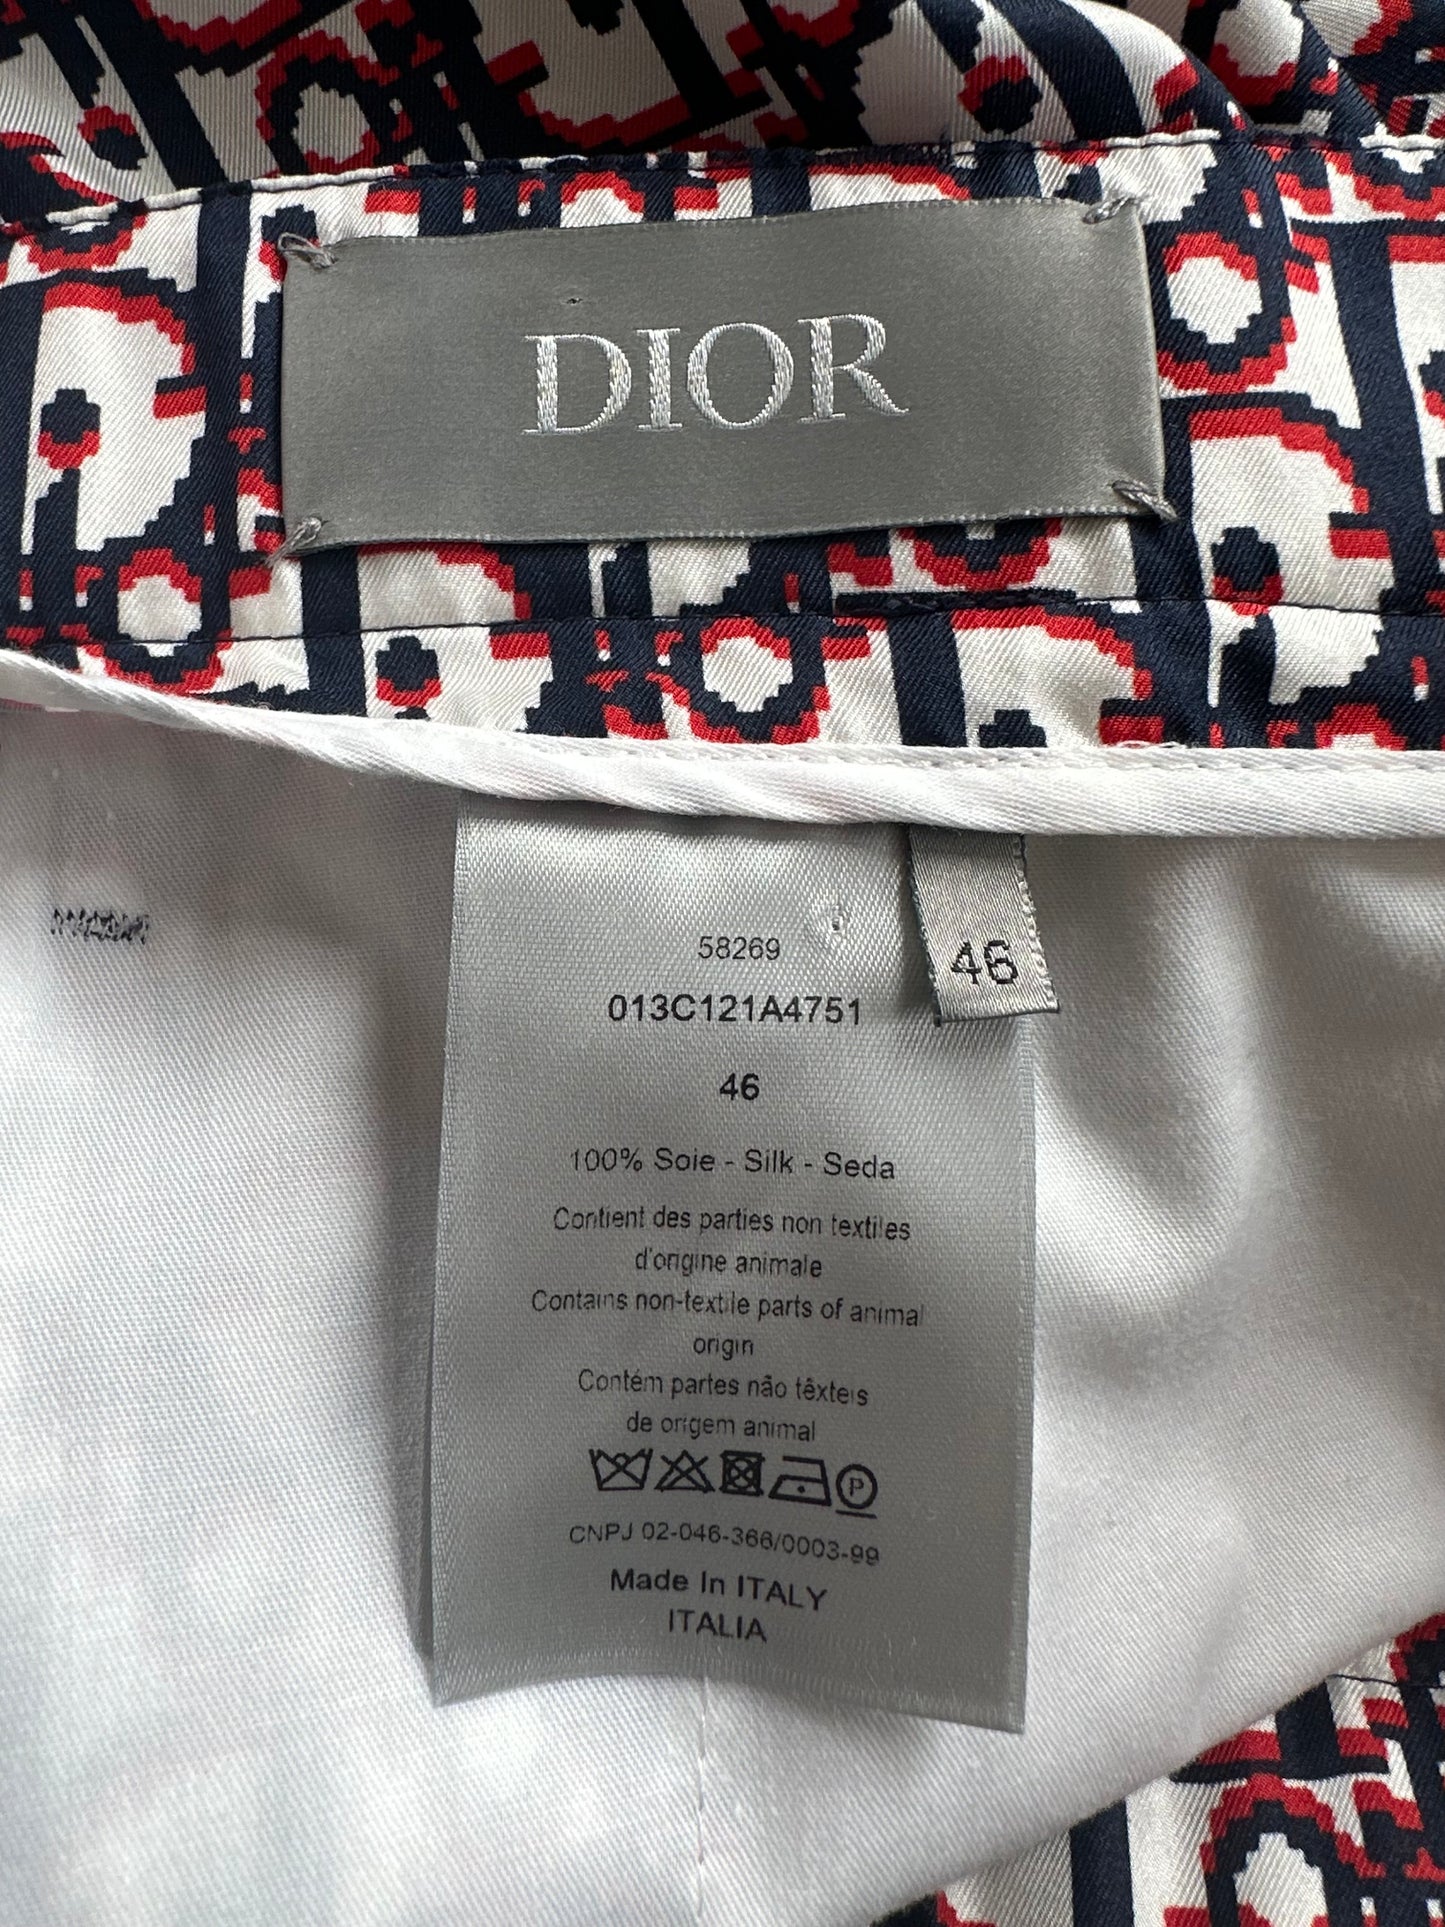 DIOR
58269
46
013C121A4751
46
100% Soie - Silk - Seda
Contient des parties non textiles
d'origine animale
Contains non-textile parts of animal
origin
Contém partes não têxteis
de origem animal
P
CNPJ 02-046-366/0003-99
Made In ITALY
ITALIA